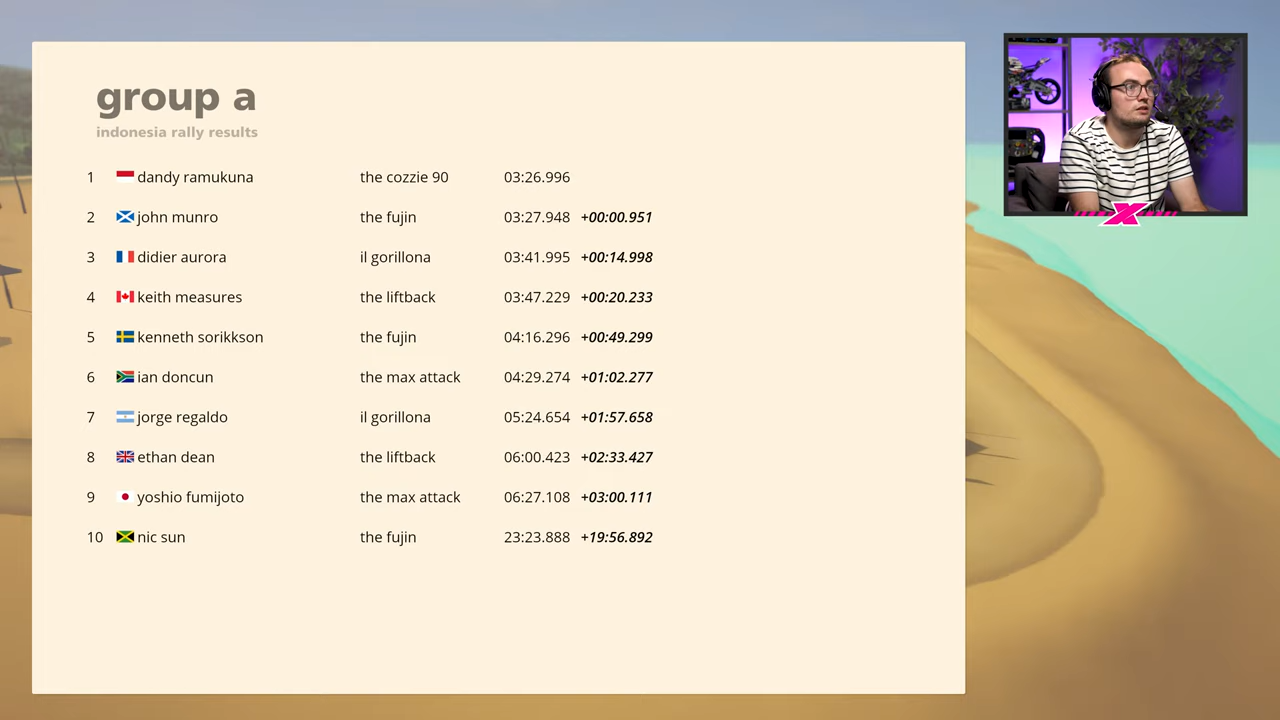 group a
indonesia rally results
1 dandy ramukuna the cozzie 90 03:26.996
2 john munro the fujin 03:27.948 +00:00.951
3 didier aurora il gorillona 03:41.995 +00:14.998
4 keith measures the liftback 03:47.229 +00:20.233
5 kenneth sorikkson the fujin 04:16.296 +00:49.299
6 ian doncun the max attack 04:29.274 +01:02.277
7 jorge regaldo il gorillona 05:24.654 +01:57.658
8 ethan dean the liftback 06:00.423 +02:33.427
9 yoshio fumijoto the max attack 06:27.108 +03:00.111
10 nic sun the fujin 23:23.888 +19:56.892
X